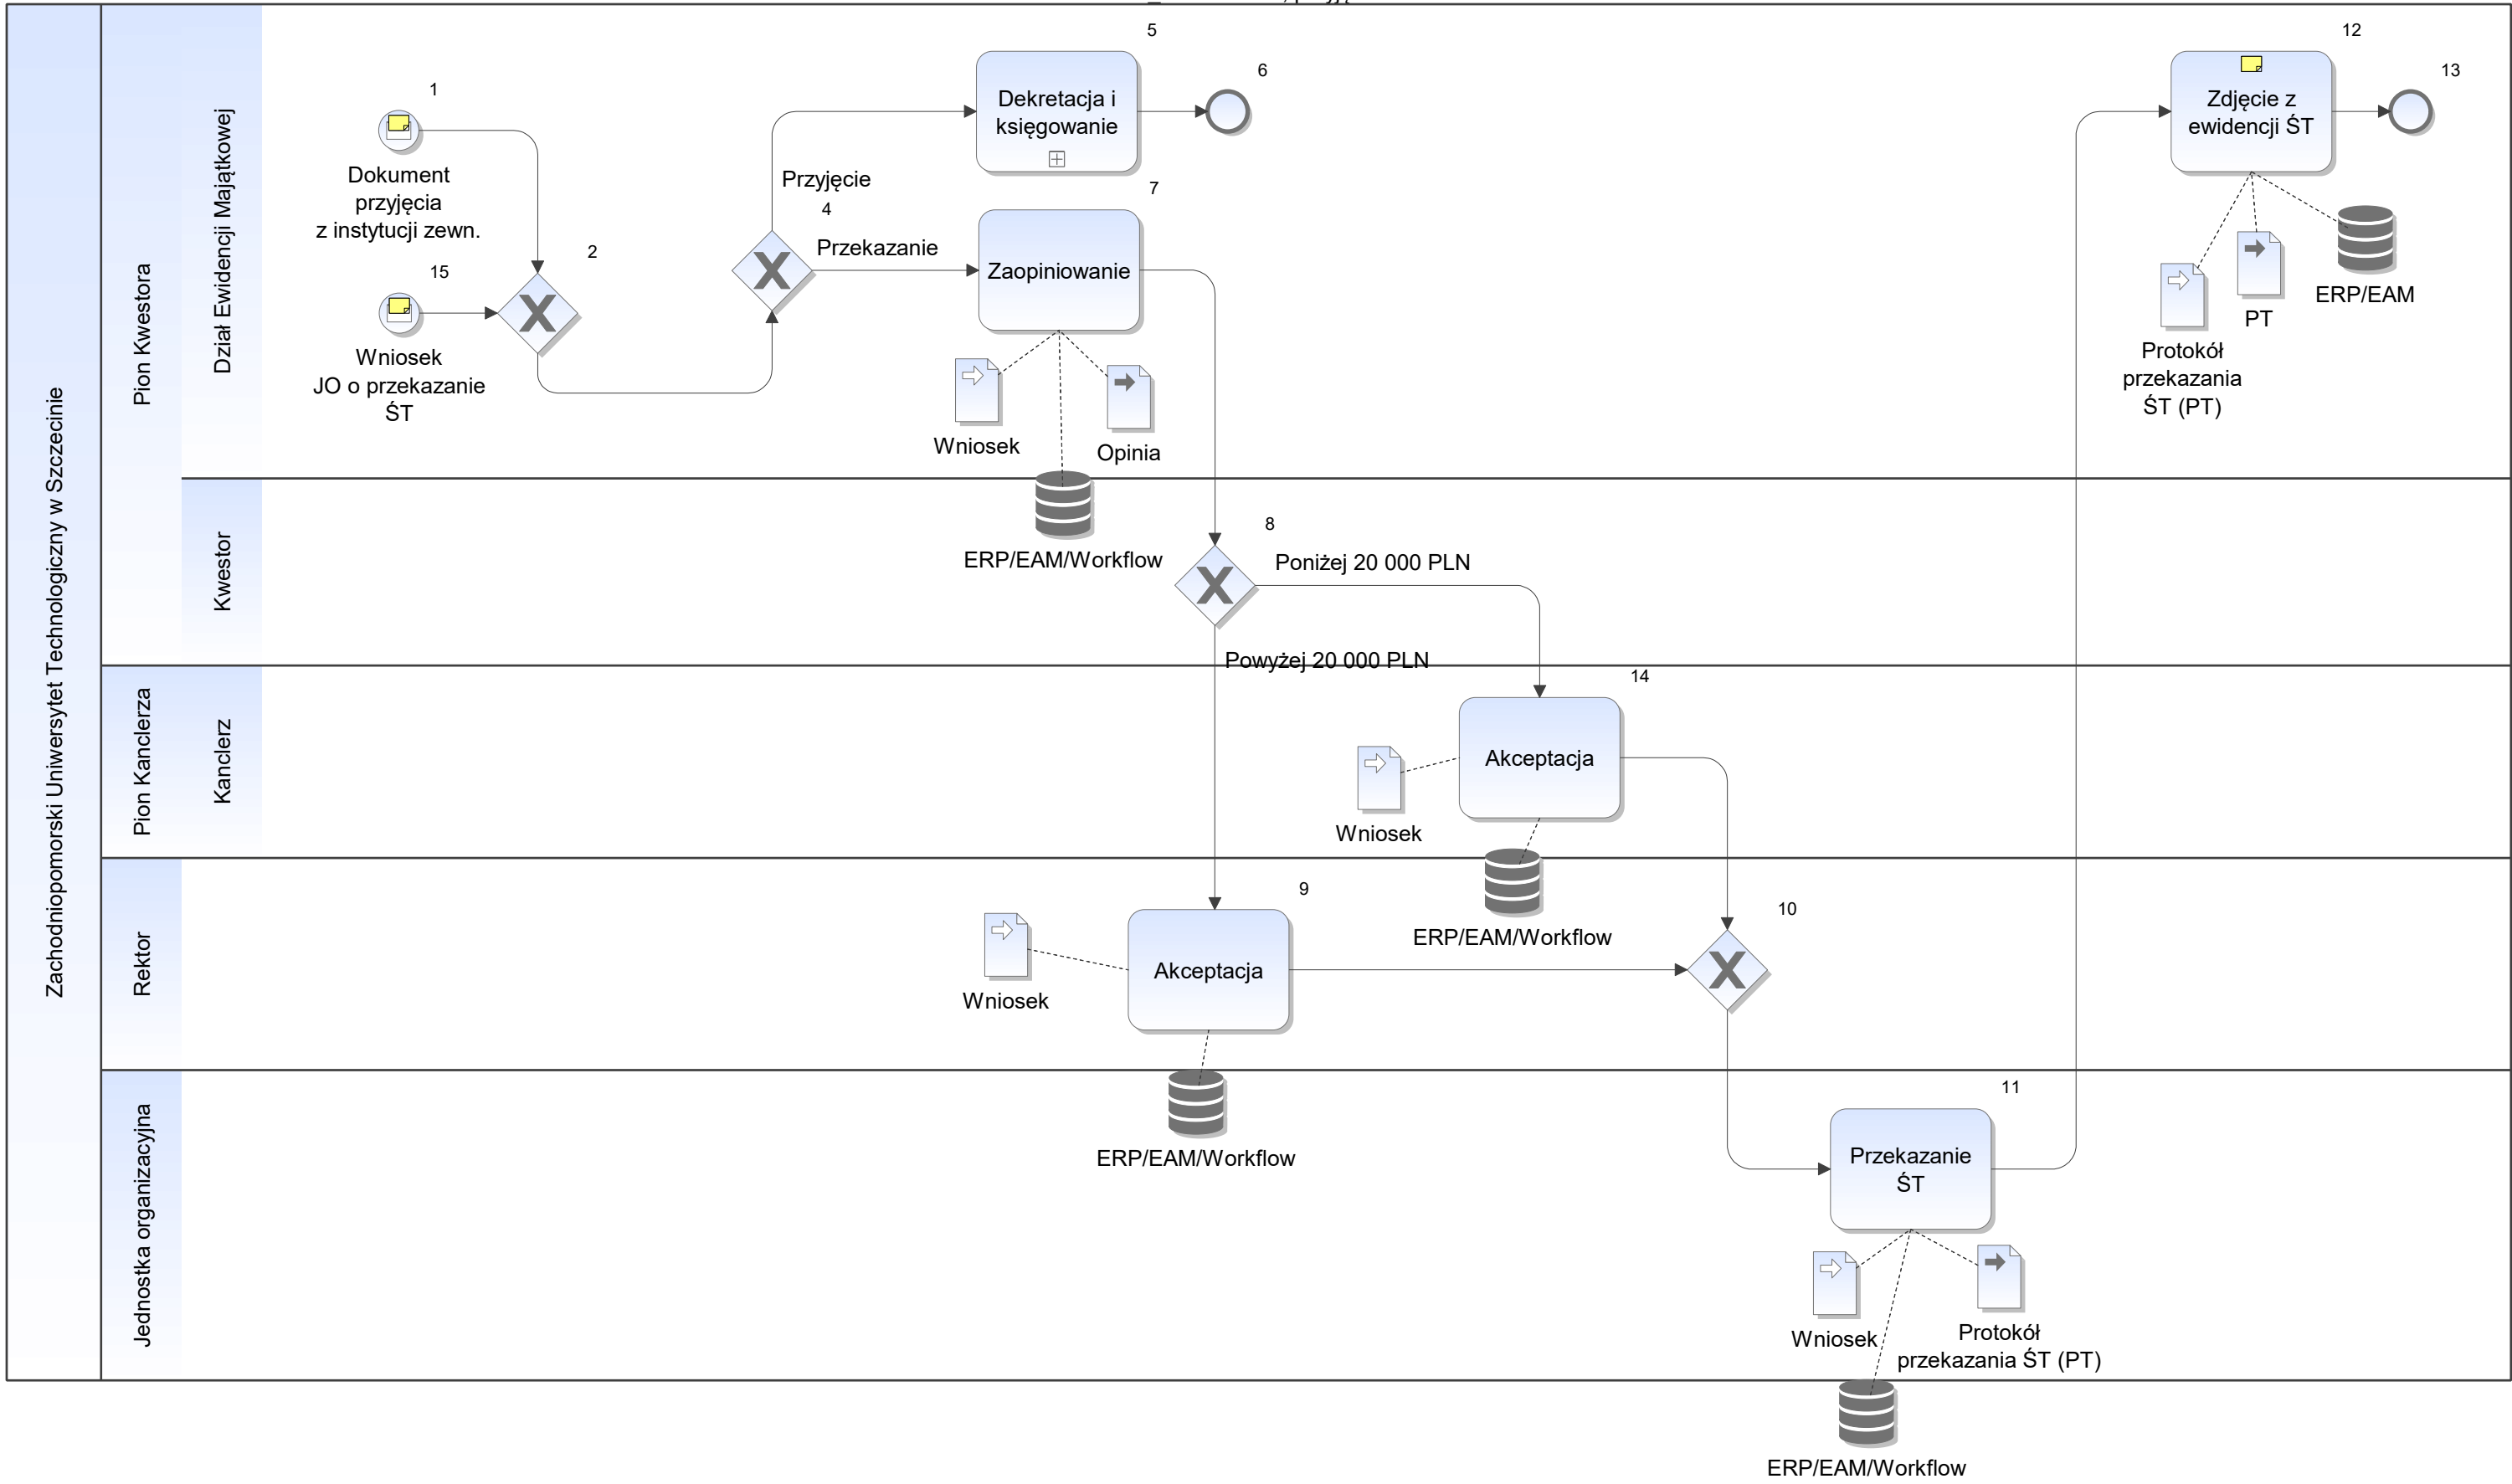 Zachodniopomorski Uniwersytet Technologiczny w Szczecinie
Pion Kwestora
Dział Ewidencji Majątkowej
1
Dokument
przyjęcia
z instytucji zewn.
15
Wniosek
JO o przekazanie
ŚT
2
Przyjęcie
4
Przekazanie
5
Dekretacja i
księgowanie
6
7
Zaopiniowanie
Wniosek
Opinia
ERP/EAM/Workflow
12
Zdjęcie z
ewidencji ŚT
13
ERP/EAM
PT
Protokół
przekazania
ŚT (PT)
Kwestor
8
Poniżej 20 000 PLN
Powyżej 20 000 PLN
Pion Kanclerza
Kanclerz
14
Akceptacja
Wniosek
ERP/EAM/Workflow
Rektor
9
Akceptacja
Wniosek
ERP/EAM/Workflow
10
Jednostka organizacyjna
11
Przekazanie
ŚT
Wniosek
Protokół
przekazania ŚT (PT)
ERP/EAM/Workflow